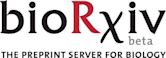 bioRχiv
beta
THE PREPRINT SERVER FOR BIOLOGY